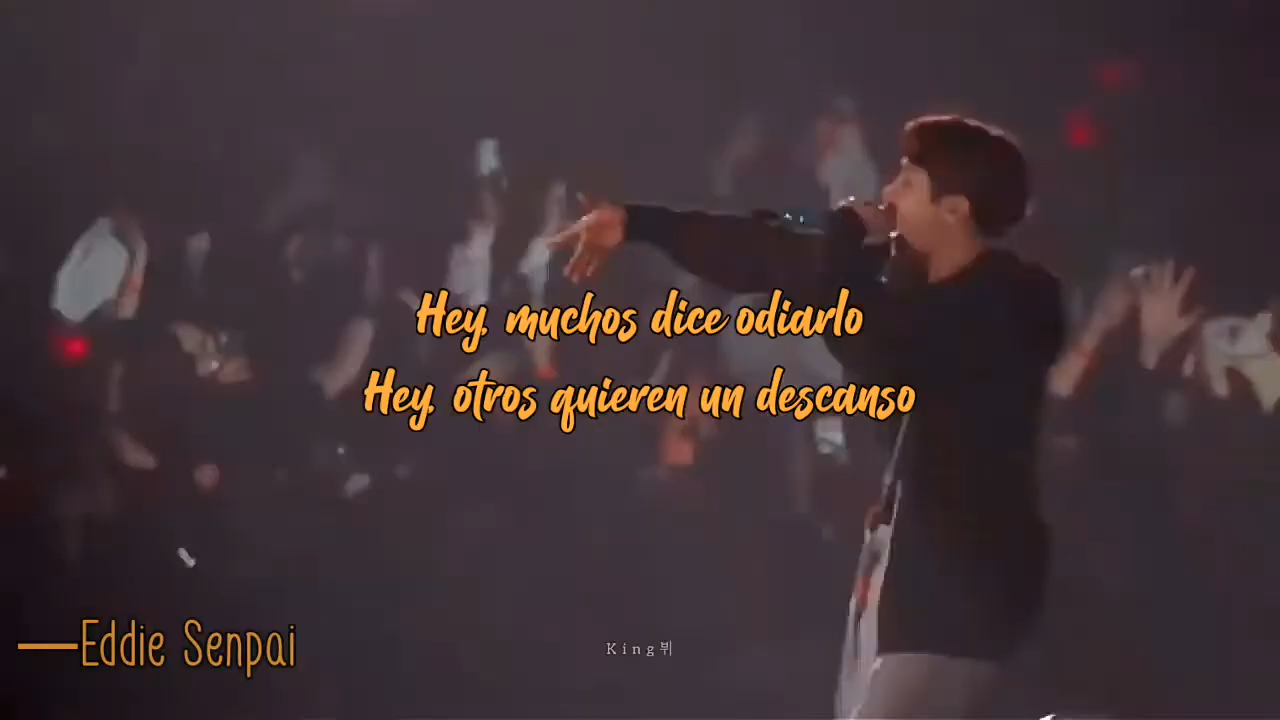 Hey, muchos dice odiarlo
Hey, otros quieren un descanso
—Eddie Senpai
King뷔